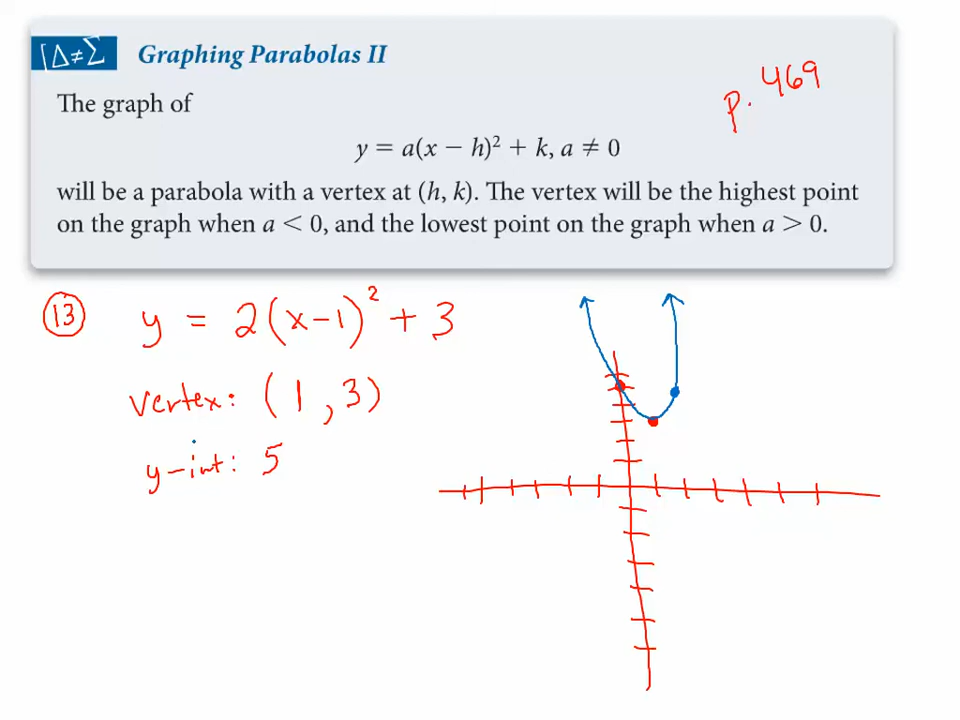 ⌈Δ≠Σ Graphing Parabolas II
p. 469
The graph of
y = a(x − h)² + k, a ≠ 0
will be a parabola with a vertex at (h, k). The vertex will be the highest point
on the graph when a < 0, and the lowest point on the graph when a > 0.
13 y = 2(x-1)² + 3
Vertex: (1, 3)
y-int: 5